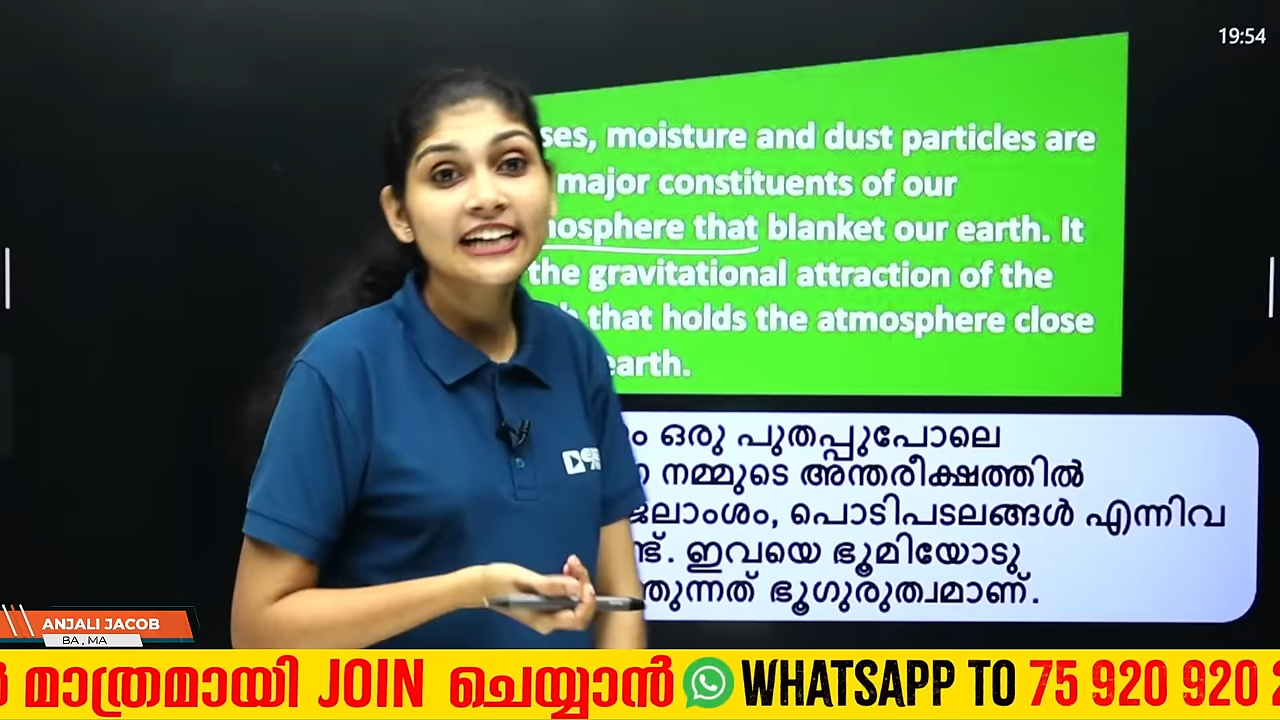 19:54
ses, moisture and dust particles are
major constituents of our
nosphere that blanket our earth. It
the gravitational attraction of the
that holds the atmosphere close
earth.
ഒരു പുതപ്പുപോലെ
നമ്മുടെ അന്തരീക്ഷത്തിൽ
ജലാംശം, പൊടിപടലങ്ങൾ എന്നിവ
ഇവയെ ഭൂമിയോടു
ത്തുന്നത് ഭൂഗുരുത്വമാണ്.
ANJALI JACOB
BA, MA
മാത്രമായി JOIN ചെയ്യാൻ WHATSAPP TO 75 920 920